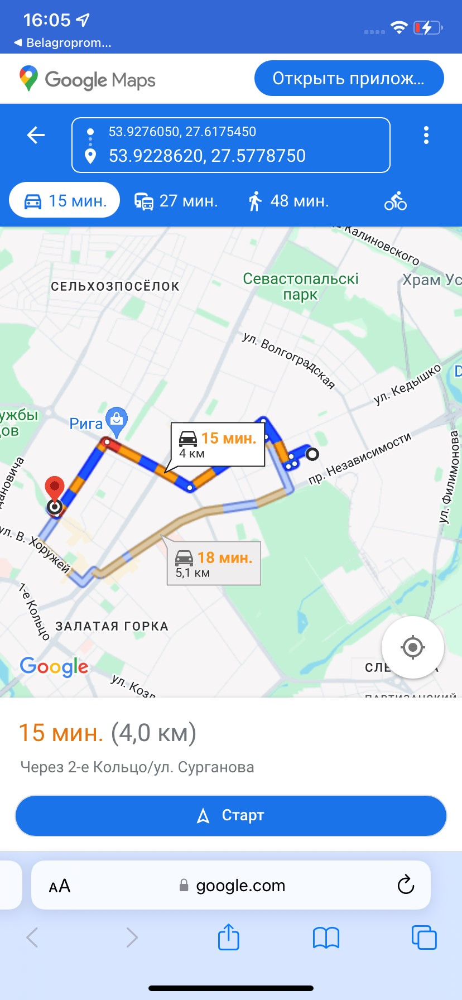 16:05
◀ Belagroprom...
Google Maps
Открыть прилож...
53.9276050, 27.6175450
53.9228620, 27.5778750
15 мин.
27 мин.
48 мин.
Калиновского
СЕЛЬХОЗПОСЁЛОК
Севастопальскі
парк
Храм Ус
ул. Волгоградская
ул. Кедышко
D
ужбы
ов
Рига
15 мин.
4 км
пр. Независимости
ул. Филимонова
дановича
ул. В. Хоружей
18 мин.
5,1 км
1-е Кольцо
ЗАЛАТАЯ ГОРКА
Google
СЛЕ
А
ул. Козл
ПАРТИЗАНСКИЙ
15 мин. (4,0 км)
Через 2-е Кольцо/ул. Сурганова
Старт
AA
google.com